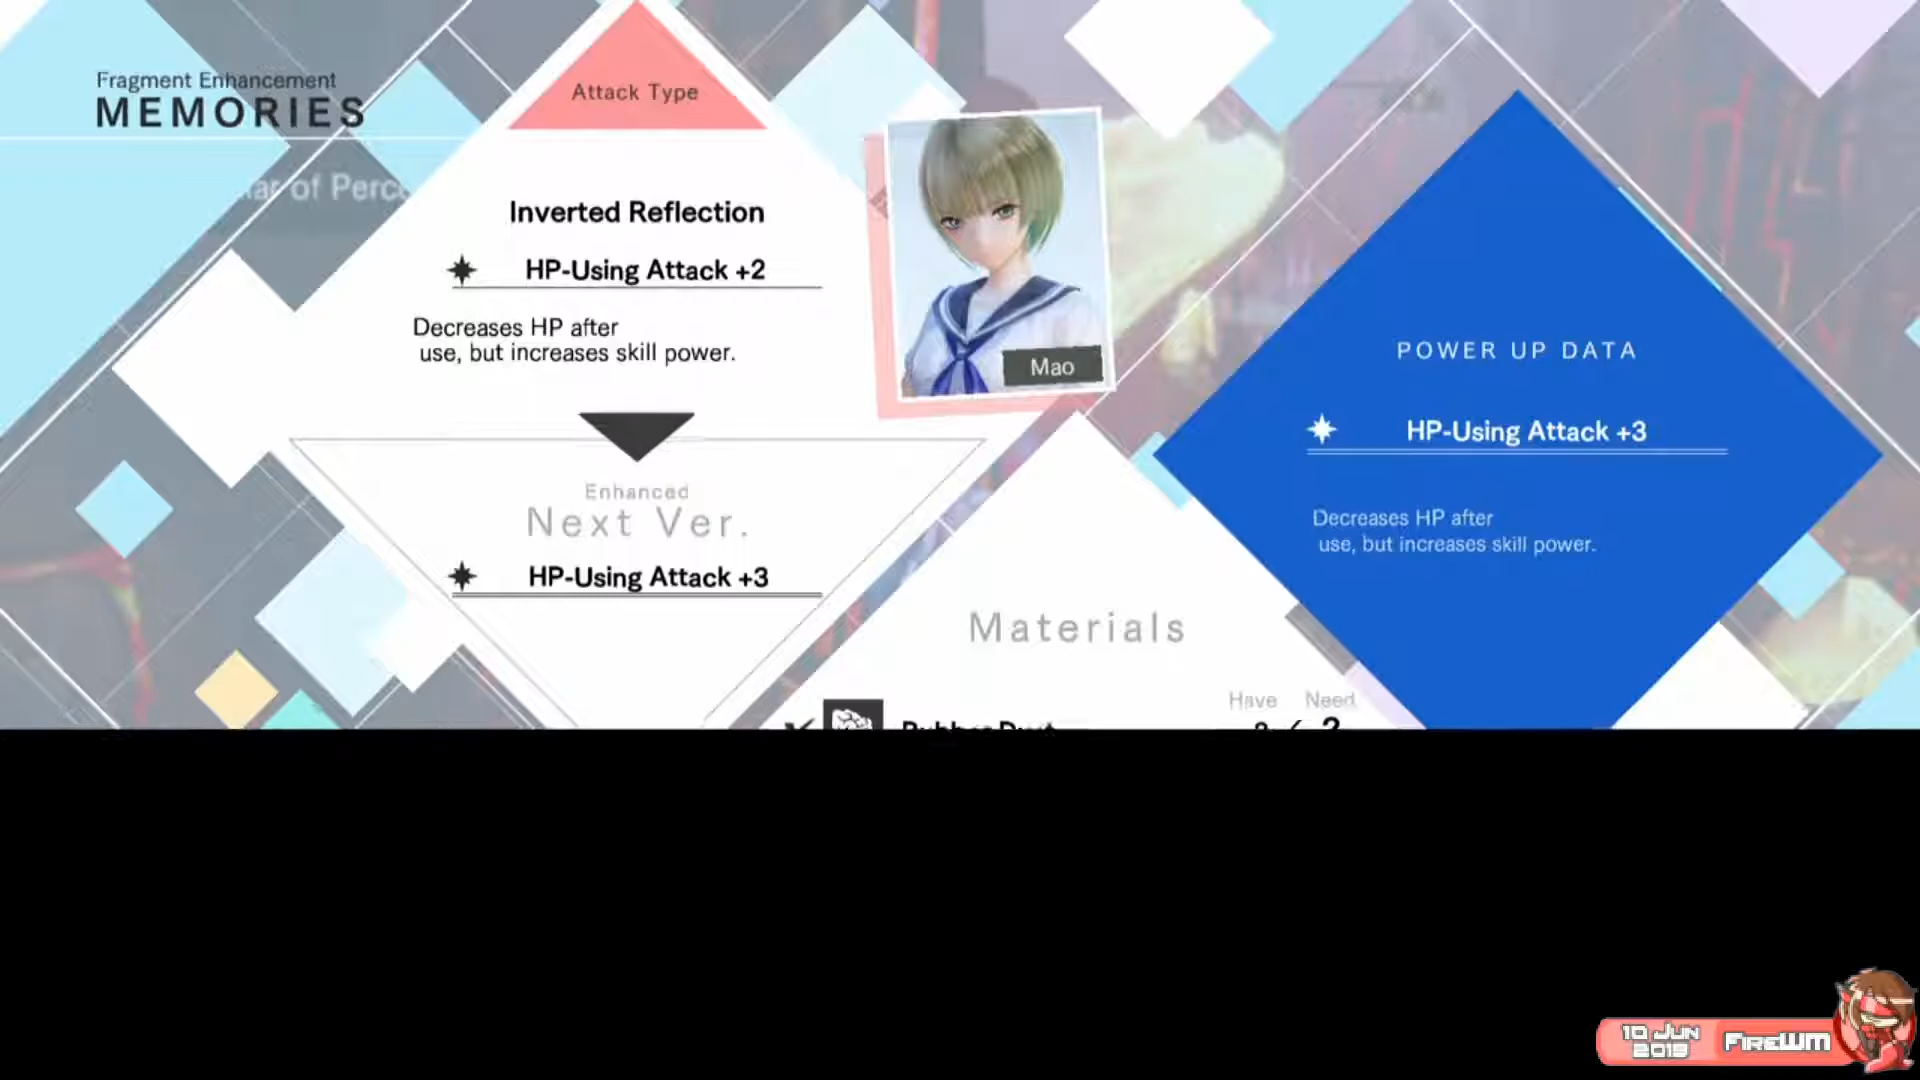 Fragment Enhancement
MEMORIES
of
Attack Type
Inverted Reflection
HP-Using Attack +2
Decreases HP after
use, but increases skill power.
Mao
Enhanced
Next Ver.
HP-Using Attack +3
POWER UP DATA
HP-Using Attack +3
Decreases HP after
use, but increases skill power.
Materials
Have Need
10 JUN
2019
FIREWM